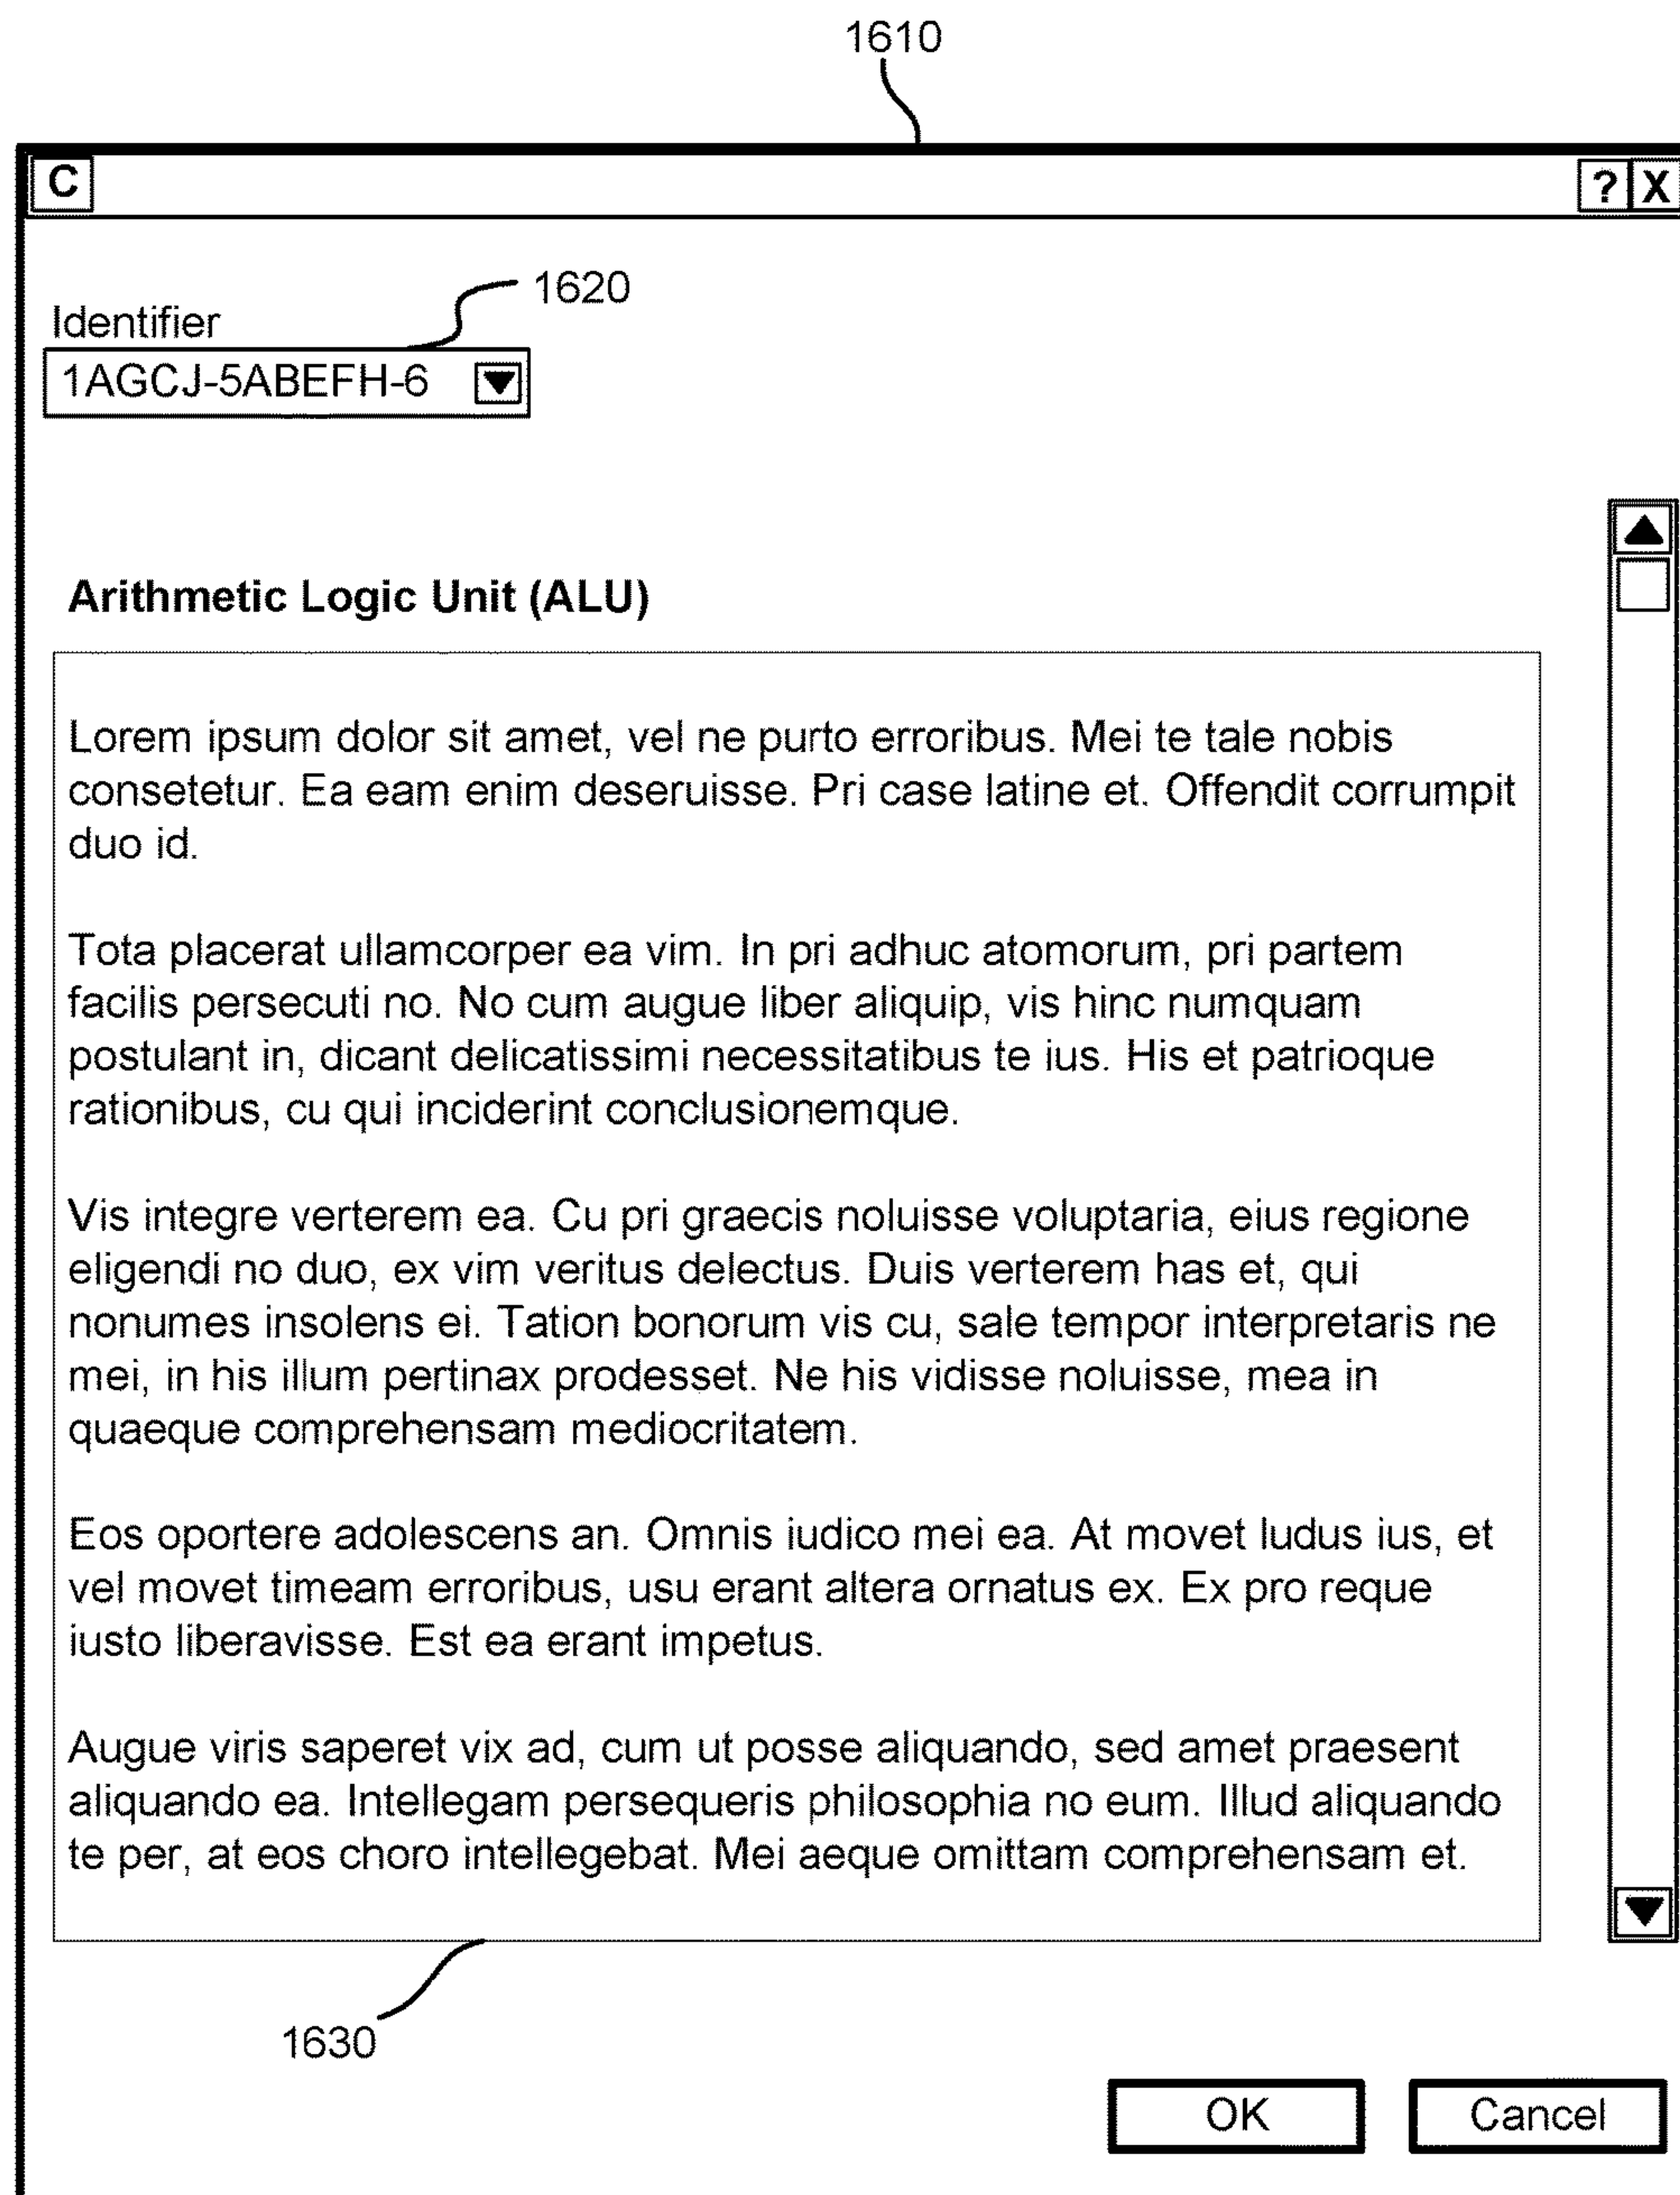 1610
C
? X
1620
Identifier
1AGCJ-5ABEFH-6
Arithmetic Logic Unit (ALU)
Lorem ipsum dolor sit amet, vel ne purto erroribus. Mei te tale nobis
consetetur. Ea eam enim deseruisse. Pri case latine et. Offendit corrumpit
duo id.
Tota placerat ullamcorper ea vim. In pri adhuc atomorum, pri partem
facilis persecuti no. No cum augue liber aliquip, vis hinc numquam
postulant in, dicant delicatissimi necessitatibus te ius. His et patrioque
rationibus, cu qui inciderint conclusionemque.
Vis integre verterem ea. Cu pri graecis noluisse voluptaria, eius regione
eligendi no duo, ex vim veritus delectus. Duis verterem has et, qui
nonumes insolens ei. Tation bonorum vis cu, sale tempor interpretaris ne
mei, in his illum pertinax prodesset. Ne his vidisse noluisse, mea in
quaeque comprehensam mediocritatem.
Eos oportere adolescens an. Omnis iudico mei ea. At movet ludus ius, et
vel movet timeam erroribus, usu erant altera ornatus ex. Ex pro reque
iusto liberavisse. Est ea erant impetus.
Augue viris saperet vix ad, cum ut posse aliquando, sed amet praesent
aliquando ea. Intellegam persequeris philosophia no eum. Illud aliquando
te per, at eos choro intellegebat. Mei aeque omittam comprehensam et.
1630
OK Cancel